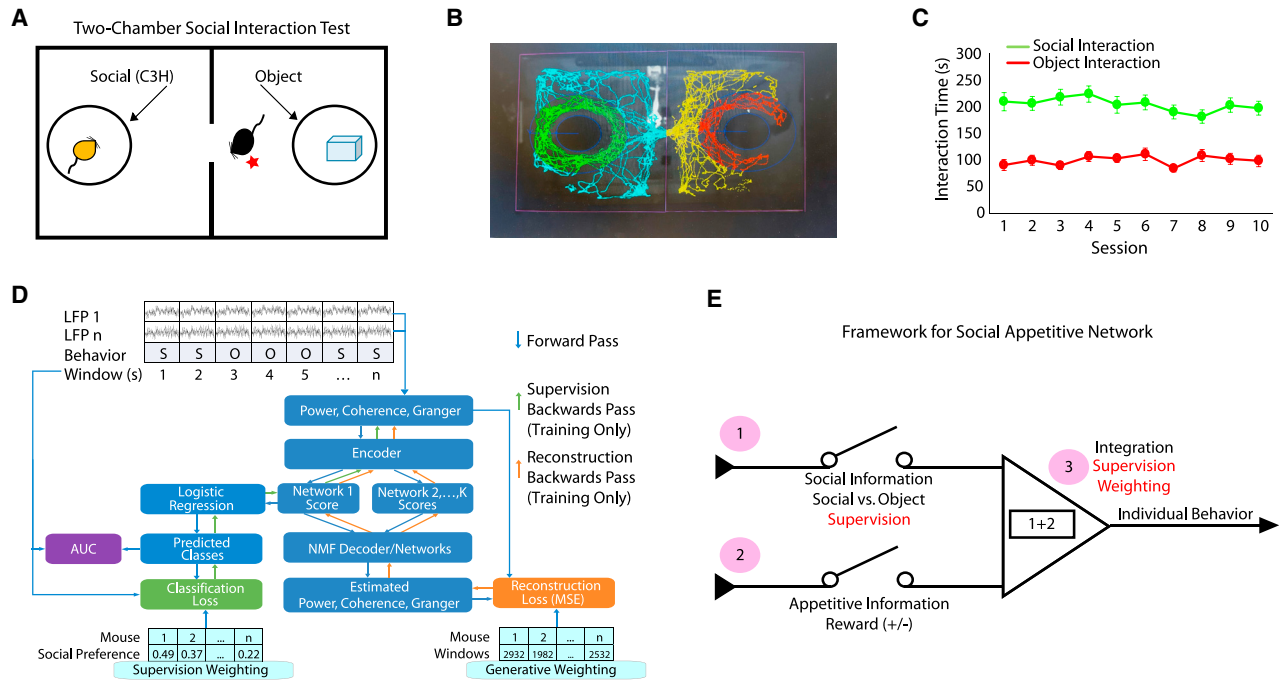 A
Two-Chamber Social Interaction Test
Social (C3H)
Object
B
C
Interaction Time (s)
300
250
200
150
100
50
0
Social Interaction
Object Interaction
1 2 3 4 5 6 7 8 9 10
Session
D
LFP 1
LFP n
Behavior S S O O O S S
Window (s) 1 2 3 4 5 ... n
Forward Pass
Supervision
Backwards Pass
(Training Only)
Reconstruction
Backwards Pass
(Training Only)
Power, Coherence, Granger
Encoder
Logistic
Regression
Network 1
Score
Network 2,...,K
Scores
AUC
Predicted
Classes
NMF Decoder/Networks
Classification
Loss
Estimated
Power, Coherence, Granger
Reconstruction
Loss (MSE)
Mouse 1 2 ... n
Social Preference 0.49 0.37 ... 0.22
Supervision Weighting
Mouse 1 2 ... n
Windows 2932 1982 ... 2532
Generative Weighting
E
Framework for Social Appetitive Network
1
Social Information
Social vs. Object
Supervision
2
Appetitive Information
Reward (+/-)
3
Integration
Supervision
Weighting
1+2
Individual Behavior